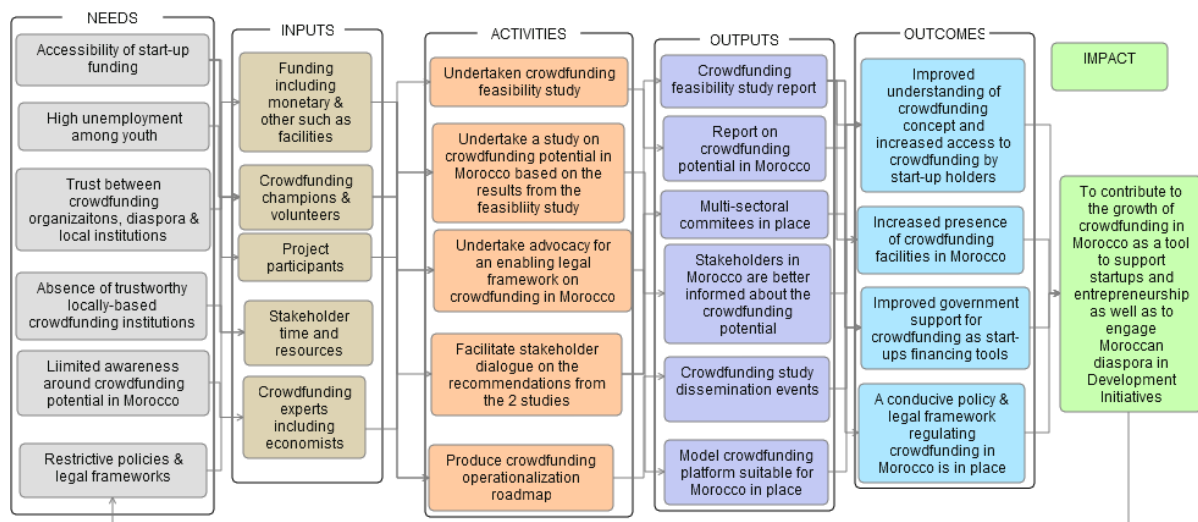 NEEDS
Accessibility of start-up
funding
High unemployment
among youth
Trust between
crowdfunding
organizaitons, diaspora &
local institutions
Absence of trustworthy
locally-based
crowdfunding institutions
Liimited awareness
around crowdfunding
potential in Morocco
Restrictive policies &
legal frameworks
INPUTS
Funding
including
monetary &
other such as
facilities
Crowdfunding
champions &
volunteers
Project
participants
Stakeholder
time and
resources
Crowdfunding
experts
including
economists
ACTIVITIES
Undertaken crowdfunding
feasibility study
Undertake a study on
crowdfunding potential in
Morocco based on the
results from the
feasbliity study
Undertake advocacy for
an enabling legal
framework on
crowdfunding in Morocco
Facilitate stakeholder
dialogue on the
recommendations from
the 2 studies
Produce crowdfunding
operationalization
roadmap
OUTPUTS
Crowdfunding
feasibility study report
Report on
crowdfunding
potential in Morocco
Multi-sectoral
commitees in place
Stakeholders in
Morocco are better
informed about the
crowdfunding
potential
Crowdfunding study
dissemination events
Model crowdfunding
platform suitable for
Morocco in place
OUTCOMES
Improved
understanding of
crowdfunding
concept and
increased access to
crowdfunding by
start-up holders
Increased presence
of crowdfunding
facilities in Morocco
Improved government
support for
crowdfunding as start-
ups financing tools
A conducive policy &
legal framework
regulating
crowdfunding in
Morocco is in place
IMPACT
To contribute to
the growth of
crowdfunding in
Morocco as a tool
to support
startups and
entrepreneurship
as well as to
engage
Moroccan
diaspora in
Development
Initiatives